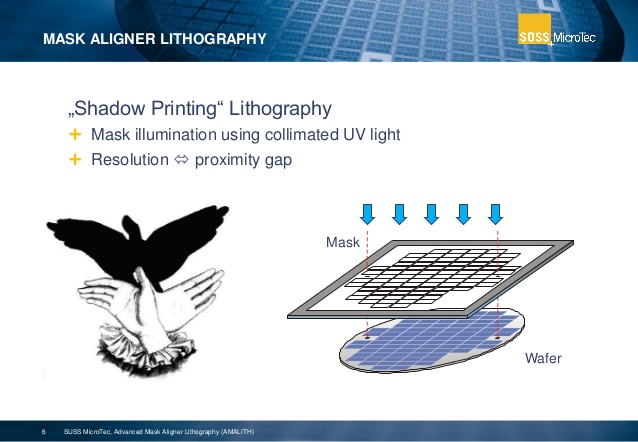 MASK ALIGNER LITHOGRAPHY
SUSS MicroTec
„Shadow Printing“ Lithography
+ Mask illumination using collimated UV light
+ Resolution ⇔ proximity gap
Mask
Wafer
6 SUSS MicroTec, Advanced Mask Aligner Lithography (AMALITH)